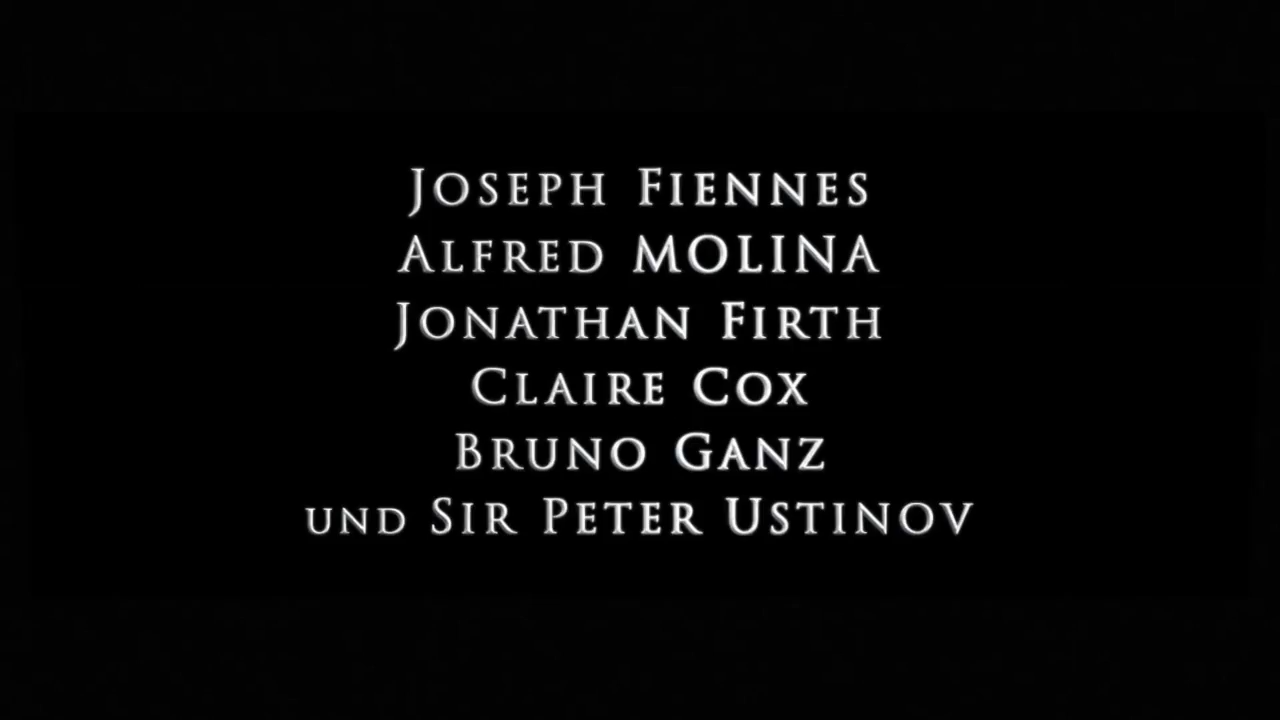 Joseph Fiennes
Alfred MOLINA
Jonathan Firth
Claire Cox
Bruno Ganz
und Sir Peter Ustinov